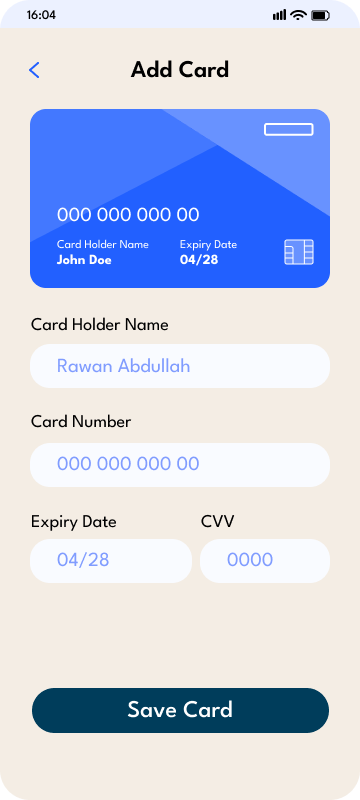 16:04
Add Card
000 000 000 00
Card Holder Name Expiry Date
John Doe 04/28
Card Holder Name
Rawan Abdullah
Card Number
000 000 000 00
Expiry Date CVV
04/28 0000
Save Card